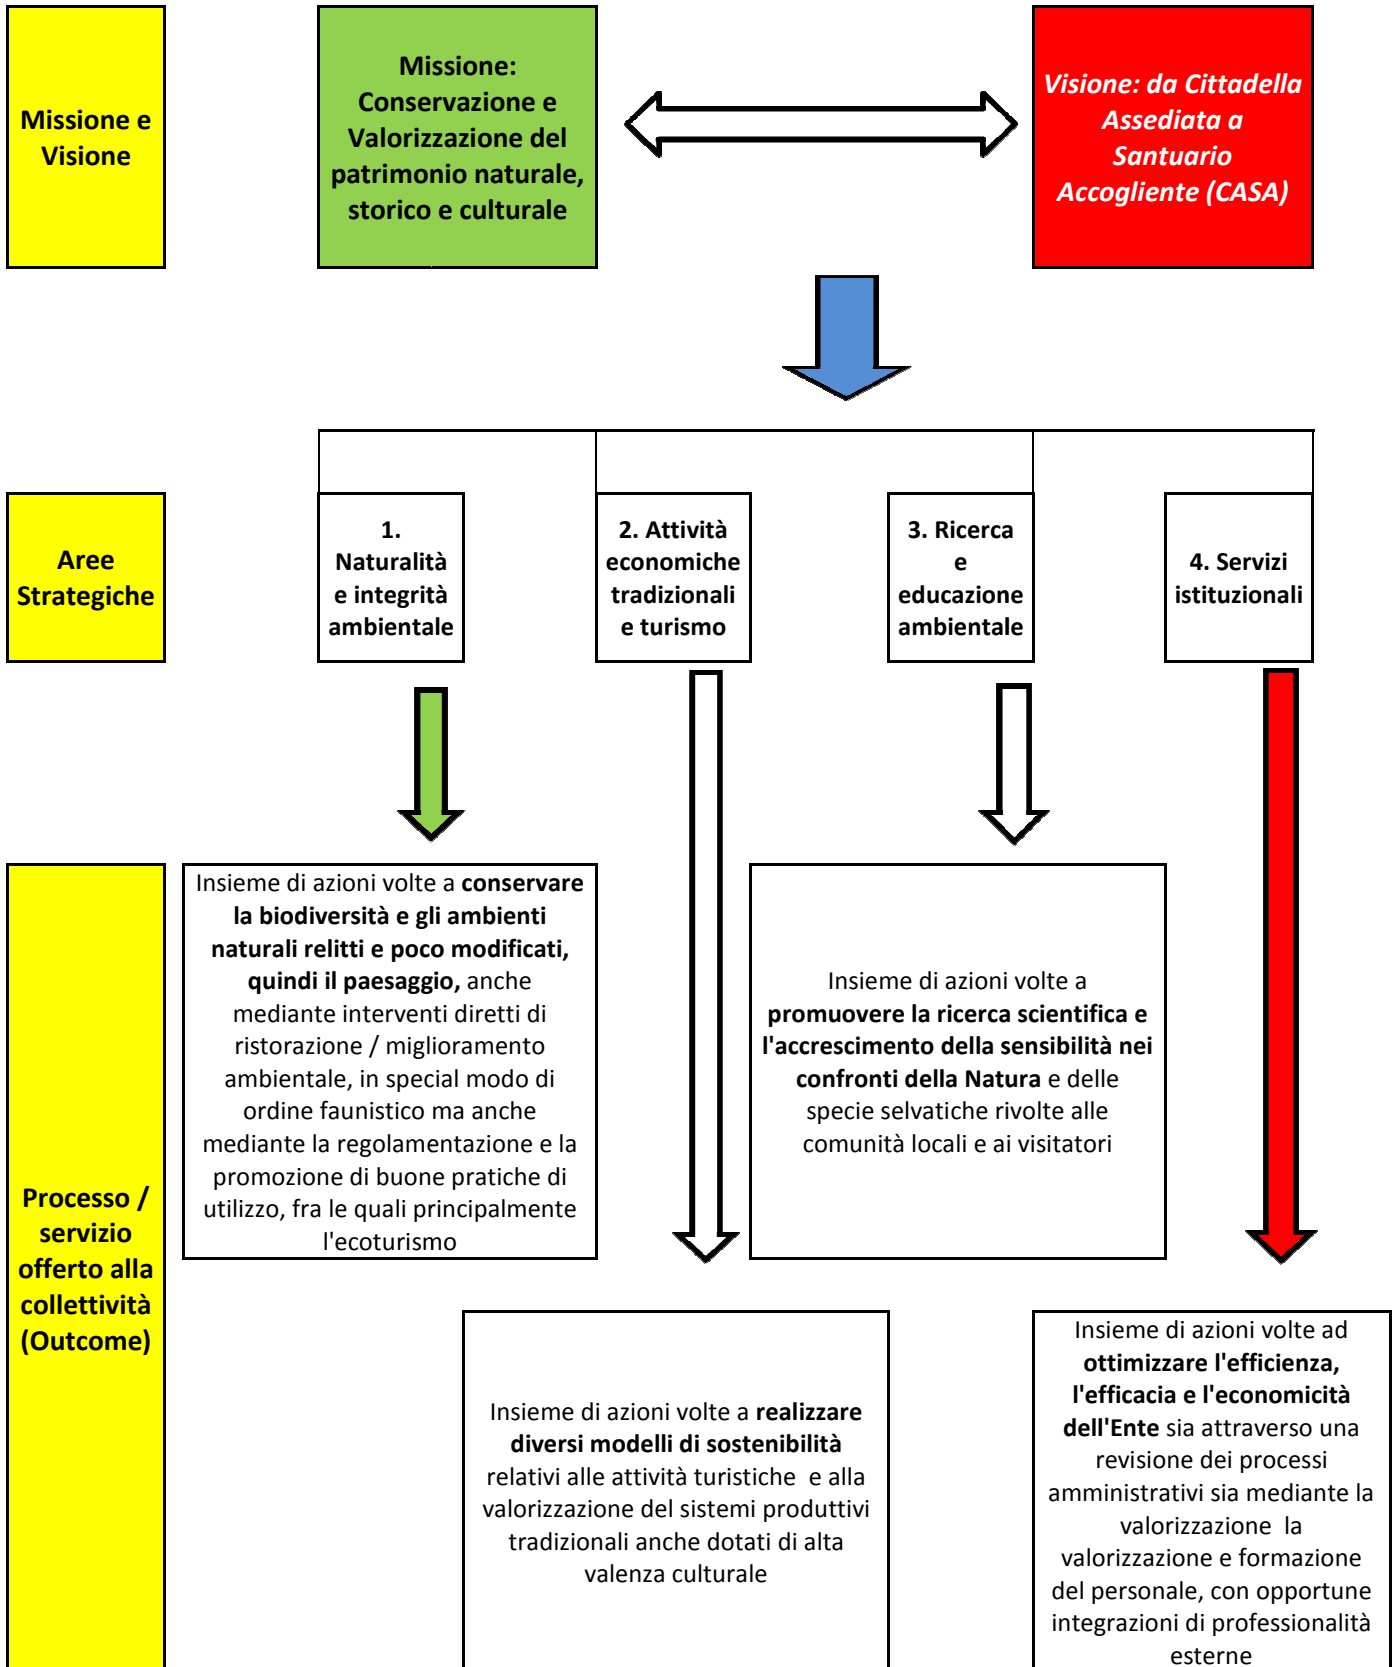 Missione e
Visione
Missione:
Conservazione e
Valorizzazione del
patrimonio naturale,
storico e culturale
Visione: da Cittadella
Assediata a
Santuario
Accogliente (CASA)
Aree
Strategiche
1.
Naturalità
e integrità
ambientale
2. Attività
economiche
tradizionali
e turismo
3. Ricerca
e
educazione
ambientale
4. Servizi
istituzionali
Processo /
servizio
offerto alla
collettività
(Outcome)
Insieme di azioni volte a conservare
la biodiversità e gli ambienti
naturali relitti e poco modificati,
quindi il paesaggio, anche
mediante interventi diretti di
ristorazione / miglioramento
ambientale, in special modo di
ordine faunistico ma anche
mediante la regolamentazione e la
promozione di buone pratiche di
utilizzo, fra le quali principalmente
l'ecoturismo
Insieme di azioni volte a
promuovere la ricerca scientifica e
l'accrescimento della sensibilità nei
confronti della Natura e delle
specie selvatiche rivolte alle
comunità locali e ai visitatori
Insieme di azioni volte a realizzare
diversi modelli di sostenibilità
relativi alle attività turistiche  e alla
valorizzazione del sistemi produttivi
tradizionali anche dotati di alta
valenza culturale
Insieme di azioni volte ad
ottimizzare l'efficienza,
l'efficacia e l'economicità
dell'Ente sia attraverso una
revisione dei processi
amministrativi sia mediante la
valorizzazione  la
valorizzazione e formazione
del personale, con opportune
integrazioni di professionalità
esterne